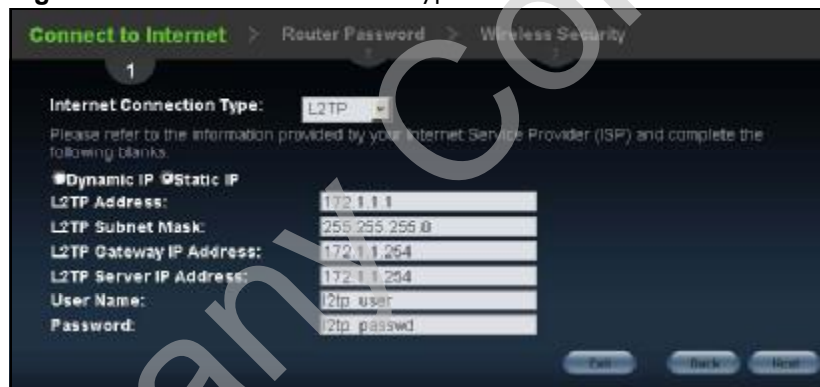 Connect to Internet > Router Password > Wireless Security
1
Internet Connection Type: L2TP
Please refer to the information provided by your Internet Service Provider (ISP) and complete the
following blanks.
Dynamic IP Static IP
L2TP Address: 172.1.1.1
L2TP Subnet Mask: 255.255.255.0
L2TP Gateway IP Address: 172.1.1.254
L2TP Server IP Address: 172.1.1.254
User Name: l2tp_user
Password: l2tp_passwd
Exit Back Next